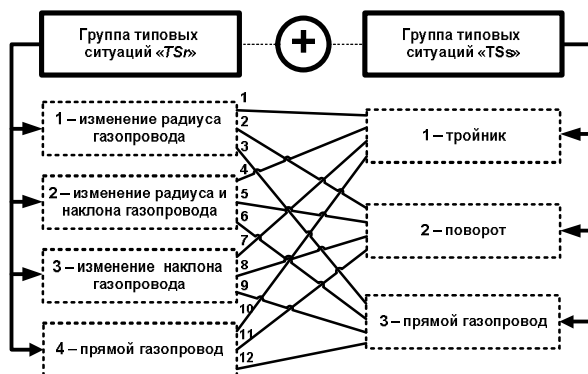 Группа типовых
ситуаций «TSr»
+
Группа типовых
ситуаций «TSs»
1 – изменение радиуса
газопровода
2 – изменение радиуса и
наклона газопровода
3 – изменение наклона
газопровода
4 – прямой газопровод
1
2
3
4
5
6
7
8
9
10
11
12
1 – тройник
2 – поворот
3 – прямой газопровод